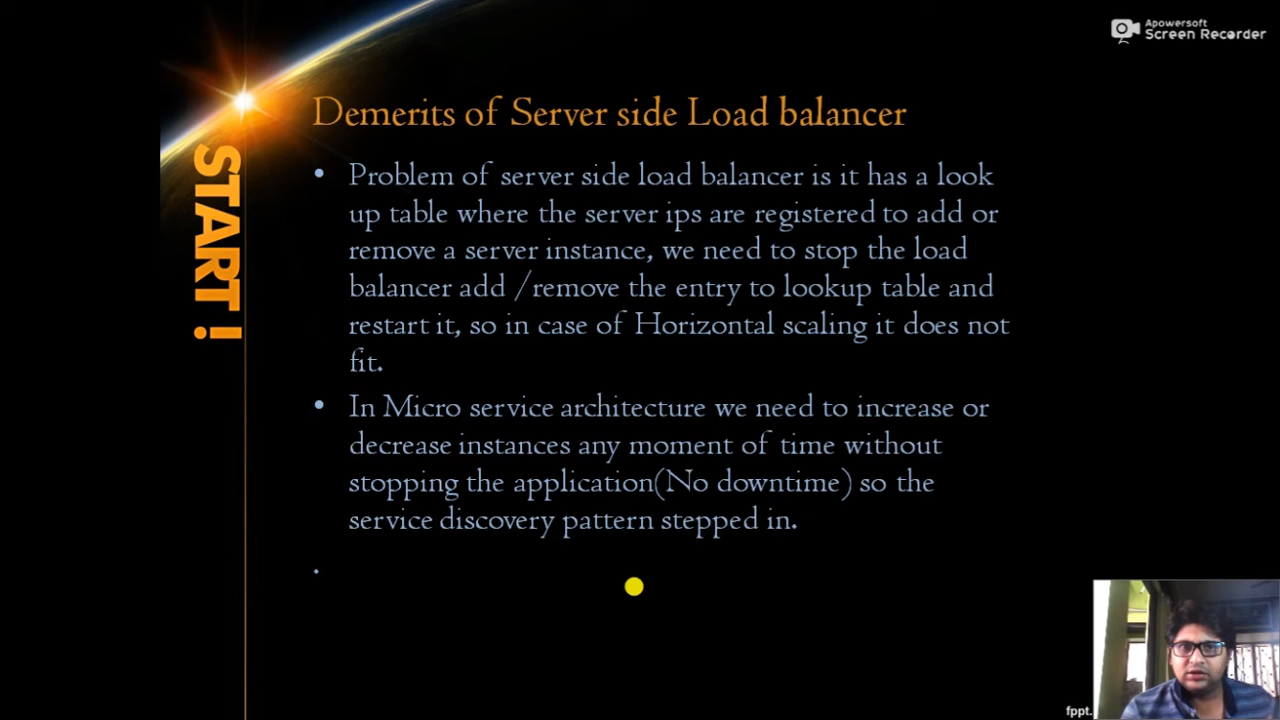 Apowersoft
Screen Recorder
Demerits of Server side Load balancer
START !
• Problem of server side load balancer is it has a look
up table where the server ips are registered to add or
remove a server instance, we need to stop the load
balancer add /remove the entry to lookup table and
restart it, so in case of Horizontal scaling it does not
fit.
• In Micro service architecture we need to increase or
decrease instances any moment of time without
stopping the application(No downtime) so the
service discovery pattern stepped in.
fppt.